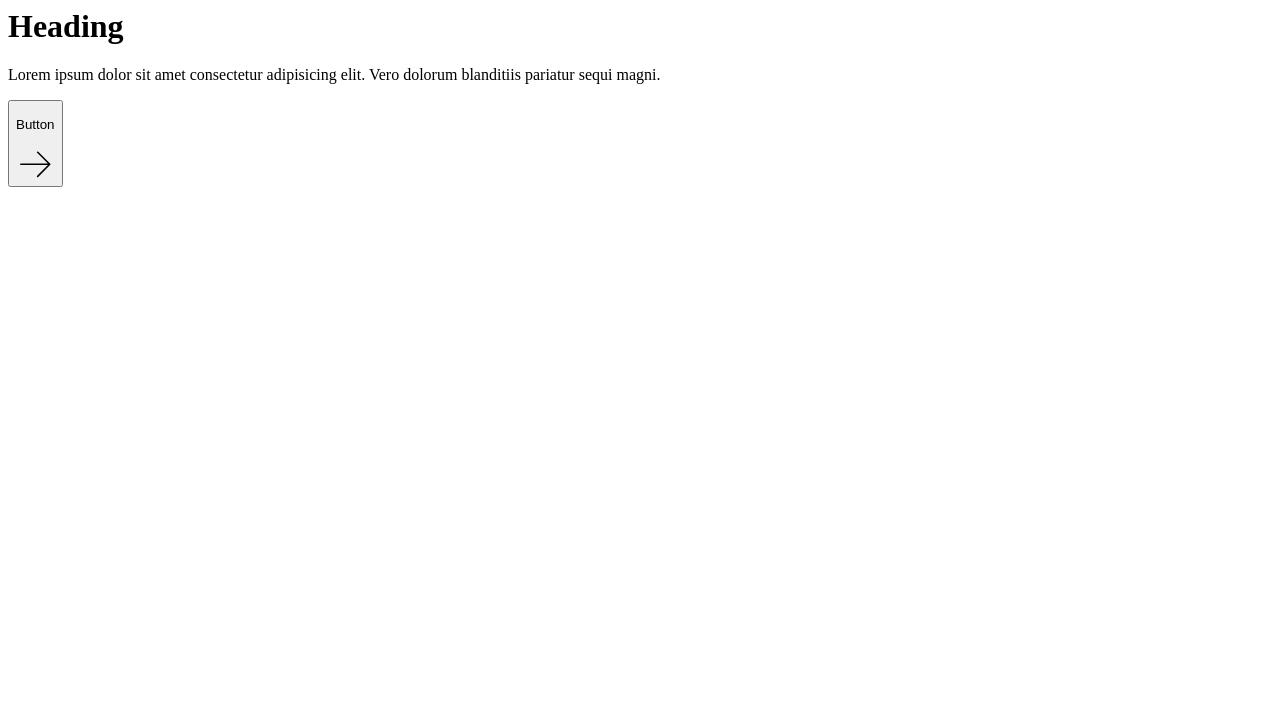 Heading
Lorem ipsum dolor sit amet consectetur adipisicing elit. Vero dolorum blanditiis pariatur sequi magni.
Button